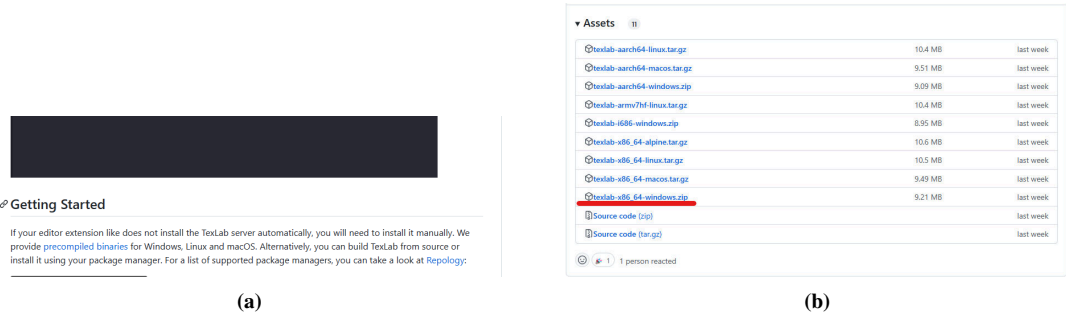 Getting Started
If your editor extension like does not install the TexLab server automatically, you will need to install it manually. We
provide precompiled binaries for Windows, Linux and macOS. Alternatively, you can build TexLab from source or
install it using your package manager. For a list of supported package managers, you can take a look at Repology:
(a)
Assets 11
texlab-aarch64-linux.tar.gz 10.4 MB last week
texlab-aarch64-macos.tar.gz 9.51 MB last week
texlab-aarch64-windows.zip 9.09 MB last week
texlab-armv7hf-linux.tar.gz 10.4 MB last week
texlab-i686-windows.zip 8.95 MB last week
texlab-x86_64-alpine.tar.gz 10.6 MB last week
texlab-x86_64-linux.tar.gz 10.5 MB last week
texlab-x86_64-macos.tar.gz 9.49 MB last week
texlab-x86_64-windows.zip 9.21 MB last week
Source code (zip) last week
Source code (tar.gz) last week
1 1 person reacted
(b)